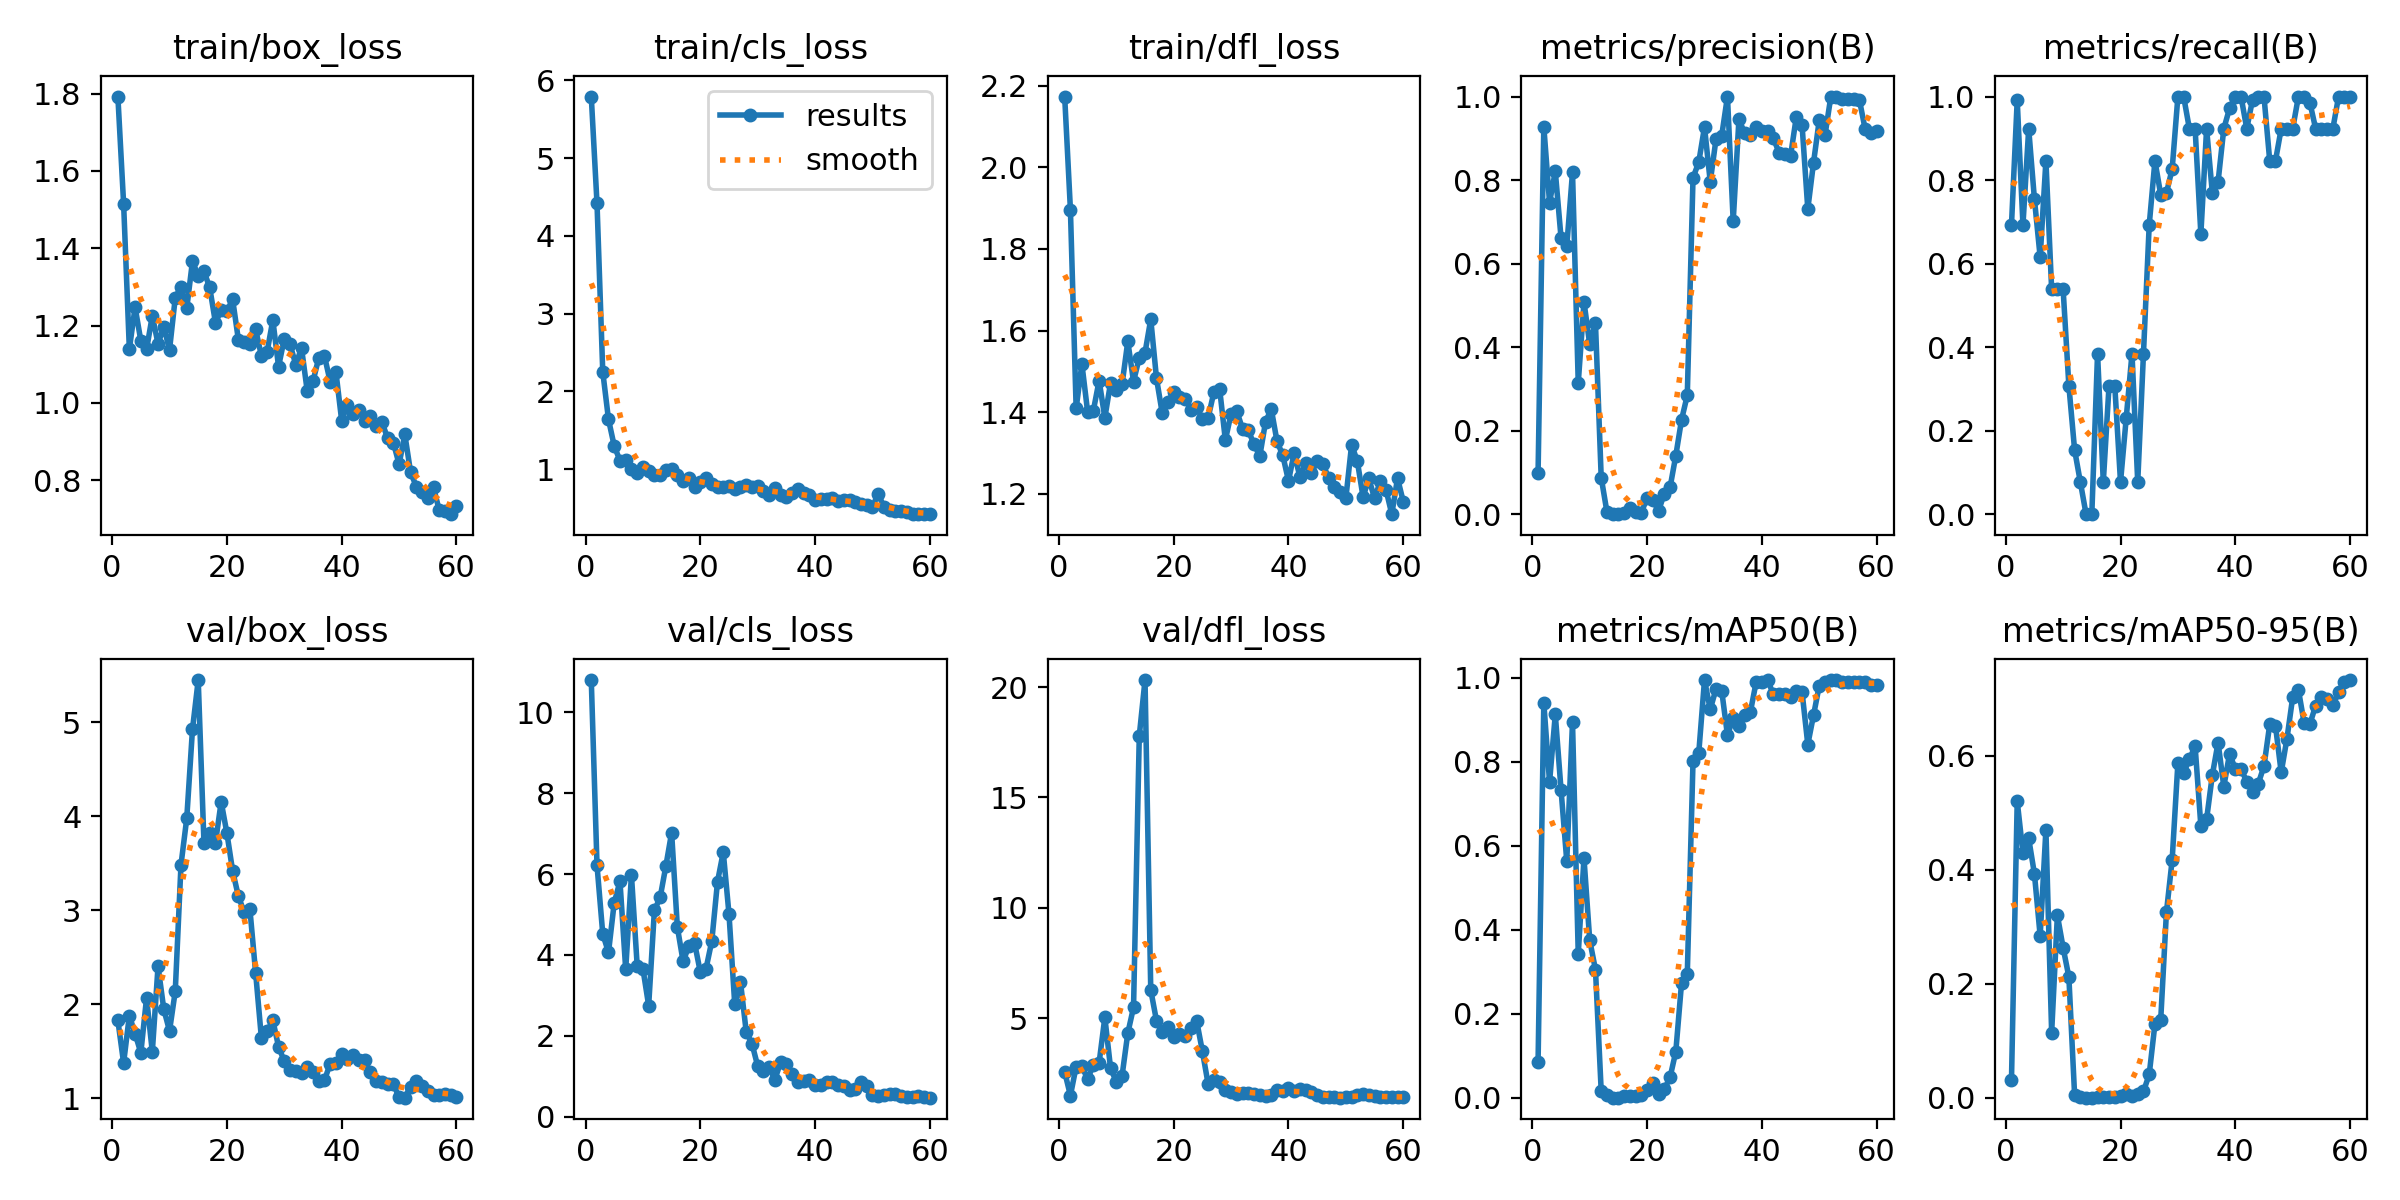 train/box_loss
1.8
1.6
1.4
1.2
1.0
0.8
0 20 40 60
train/cls_loss
6
5
4
3
2
1
0 20 40 60
results
smooth
train/dfl_loss
2.2
2.0
1.8
1.6
1.4
1.2
0 20 40 60
metrics/precision(B)
1.0
0.8
0.6
0.4
0.2
0.0
0 20 40 60
metrics/recall(B)
1.0
0.8
0.6
0.4
0.2
0.0
0 20 40 60
val/box_loss
5
4
3
2
1
0 20 40 60
val/cls_loss
10
8
6
4
2
0
0 20 40 60
val/dfl_loss
20
15
10
5
0 20 40 60
metrics/mAP50(B)
1.0
0.8
0.6
0.4
0.2
0.0
0 20 40 60
metrics/mAP50-95(B)
0.6
0.4
0.2
0.0
0 20 40 60